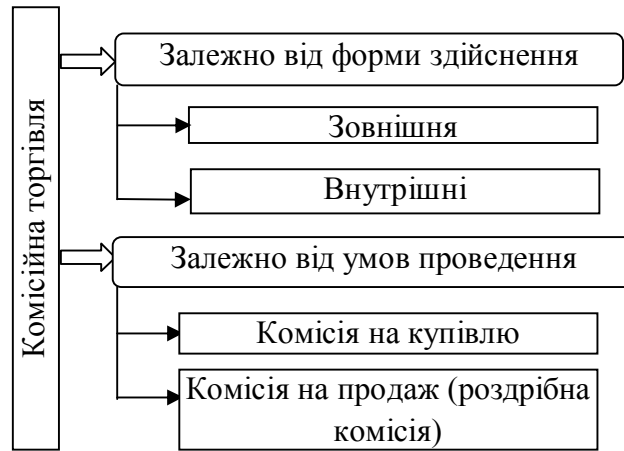 Комісійна торгівля
Залежно від форми здійснення
Зовнішня
Внутрішні
Залежно від умов проведення
Комісія на купівлю
Комісія на продаж (роздрібна
комісія)